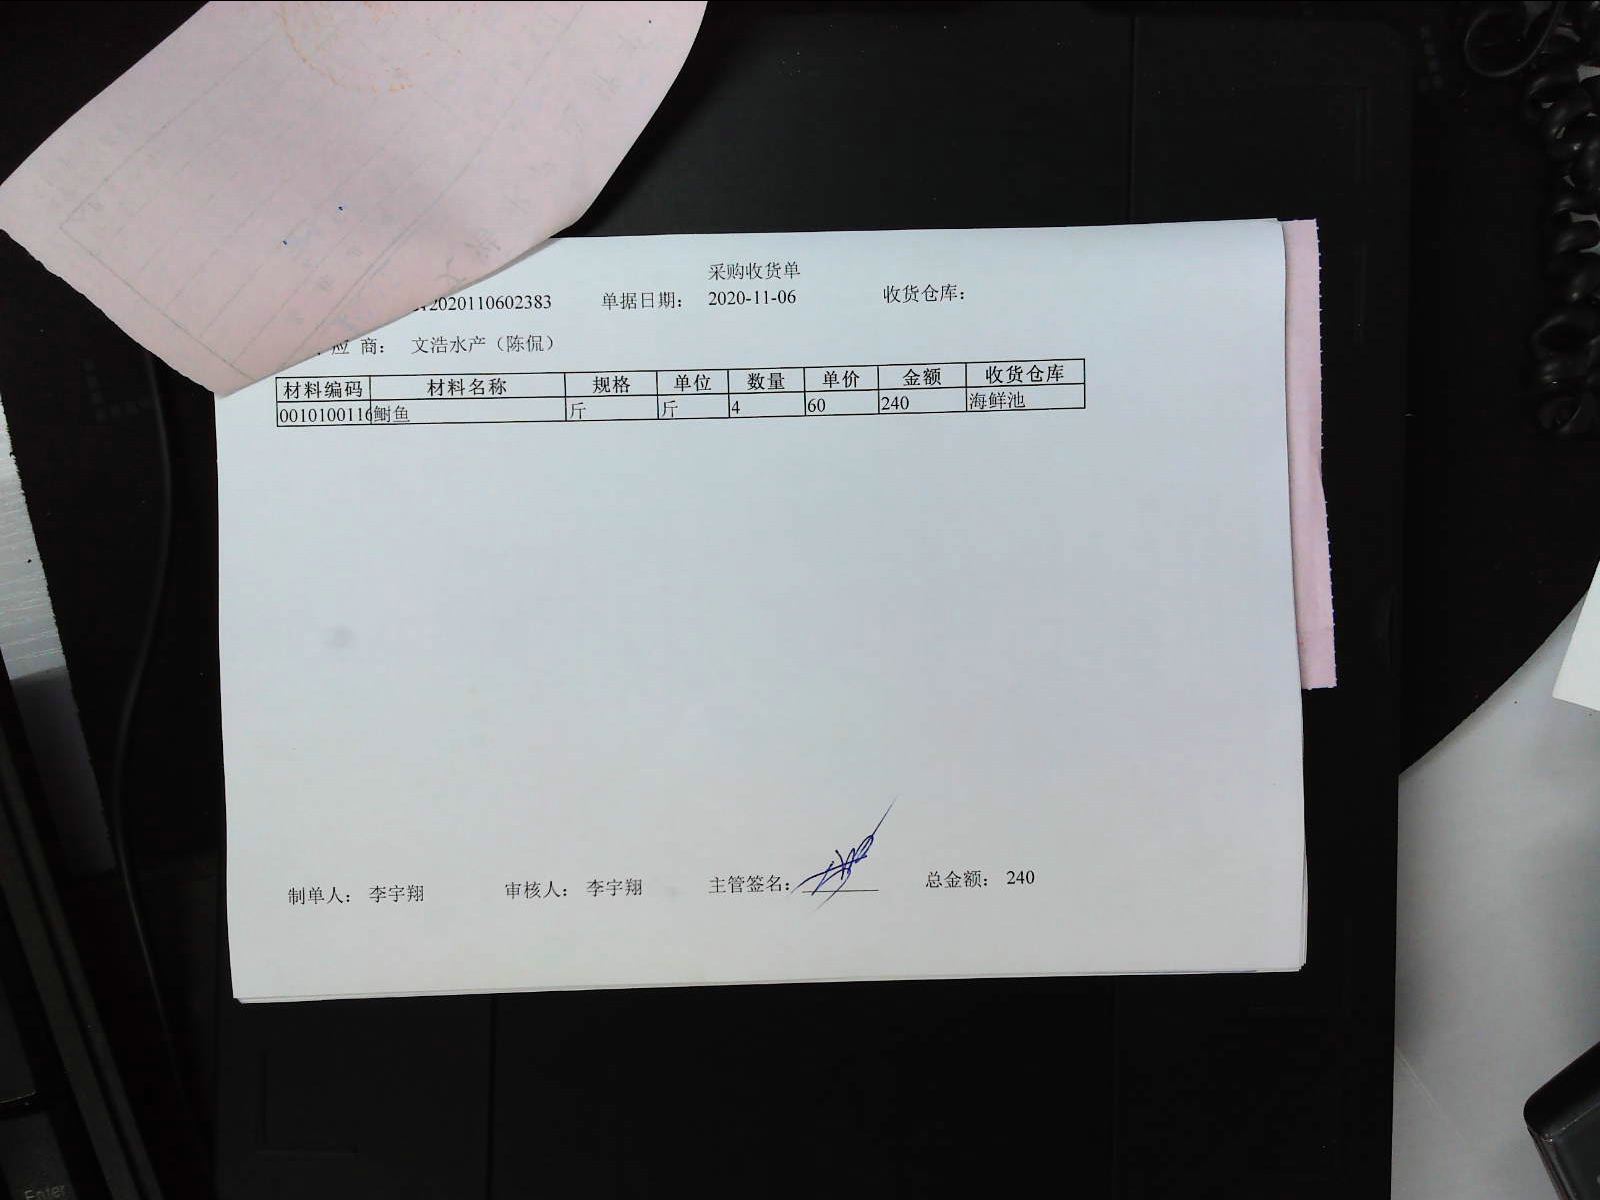 采购收货单
2020110602383 单据日期： 2020-11-06 收货仓库：
应 商： 文浩水产（陈侃）
材料编码 材料名称 规格 单位 数量 单价 金额 收货仓库
0010100116 鲥鱼 斤 斤 4 60 240 海鲜池
制单人： 李宇翔 审核人： 李宇翔 主管签名： 总金额： 240
Enter